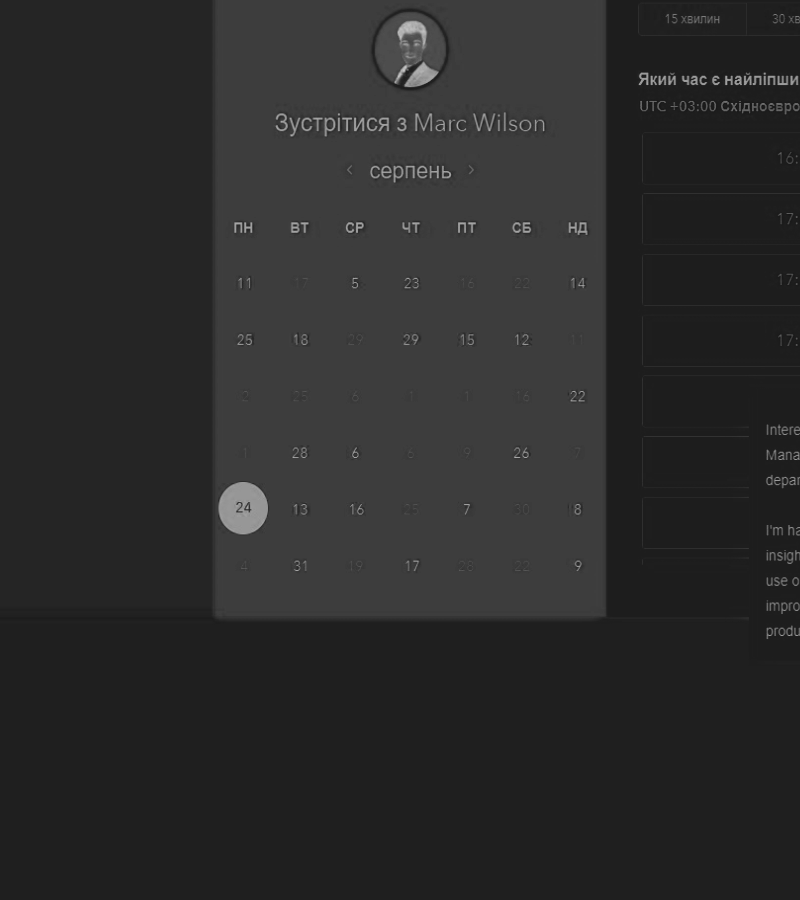 Зустрітися з Marc Wilson
серпень
ПН ВТ СР ЧТ ПТ СБ НД
11 17 5 23 16 22 14
25 18 29 29 15 12 11
2 25 6 1 1 16 22
1 28 6 6 9 26 7
24 13 16 25 7 30 8
4 31 19 17 28 22 9
15 хвилин 30 хв
Який час є найліпши
UTC +03:00 Східноєвро
16:
17:
17:
17:
Intere
Mana
depar
I'm ha
insigh
use o
impro
produ